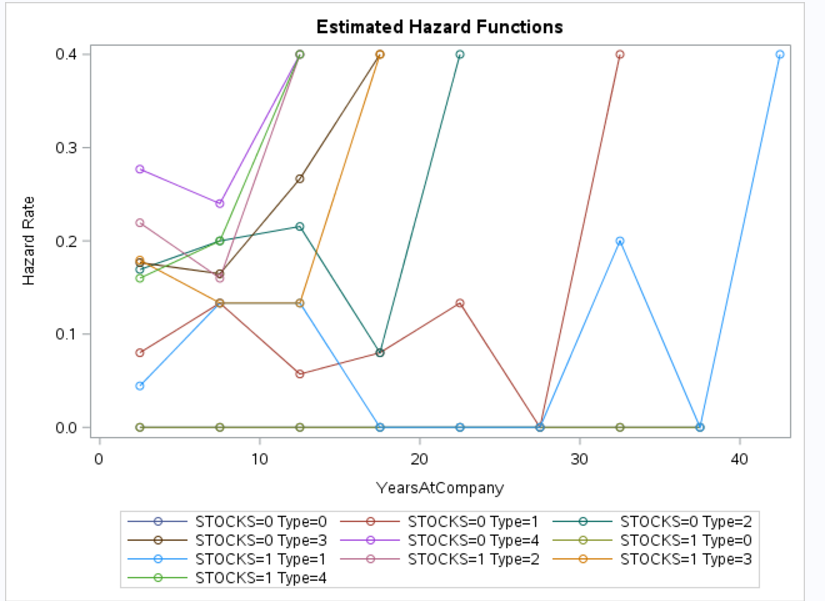 Estimated Hazard Functions
0.4
0.3
0.2
0.1
0.0
Hazard Rate
0 10 20 30 40
YearsAtCompany
STOCKS=0 Type=0 STOCKS=0 Type=1 STOCKS=0 Type=2
STOCKS=0 Type=3 STOCKS=0 Type=4 STOCKS=1 Type=0
STOCKS=1 Type=1 STOCKS=1 Type=2 STOCKS=1 Type=3
STOCKS=1 Type=4